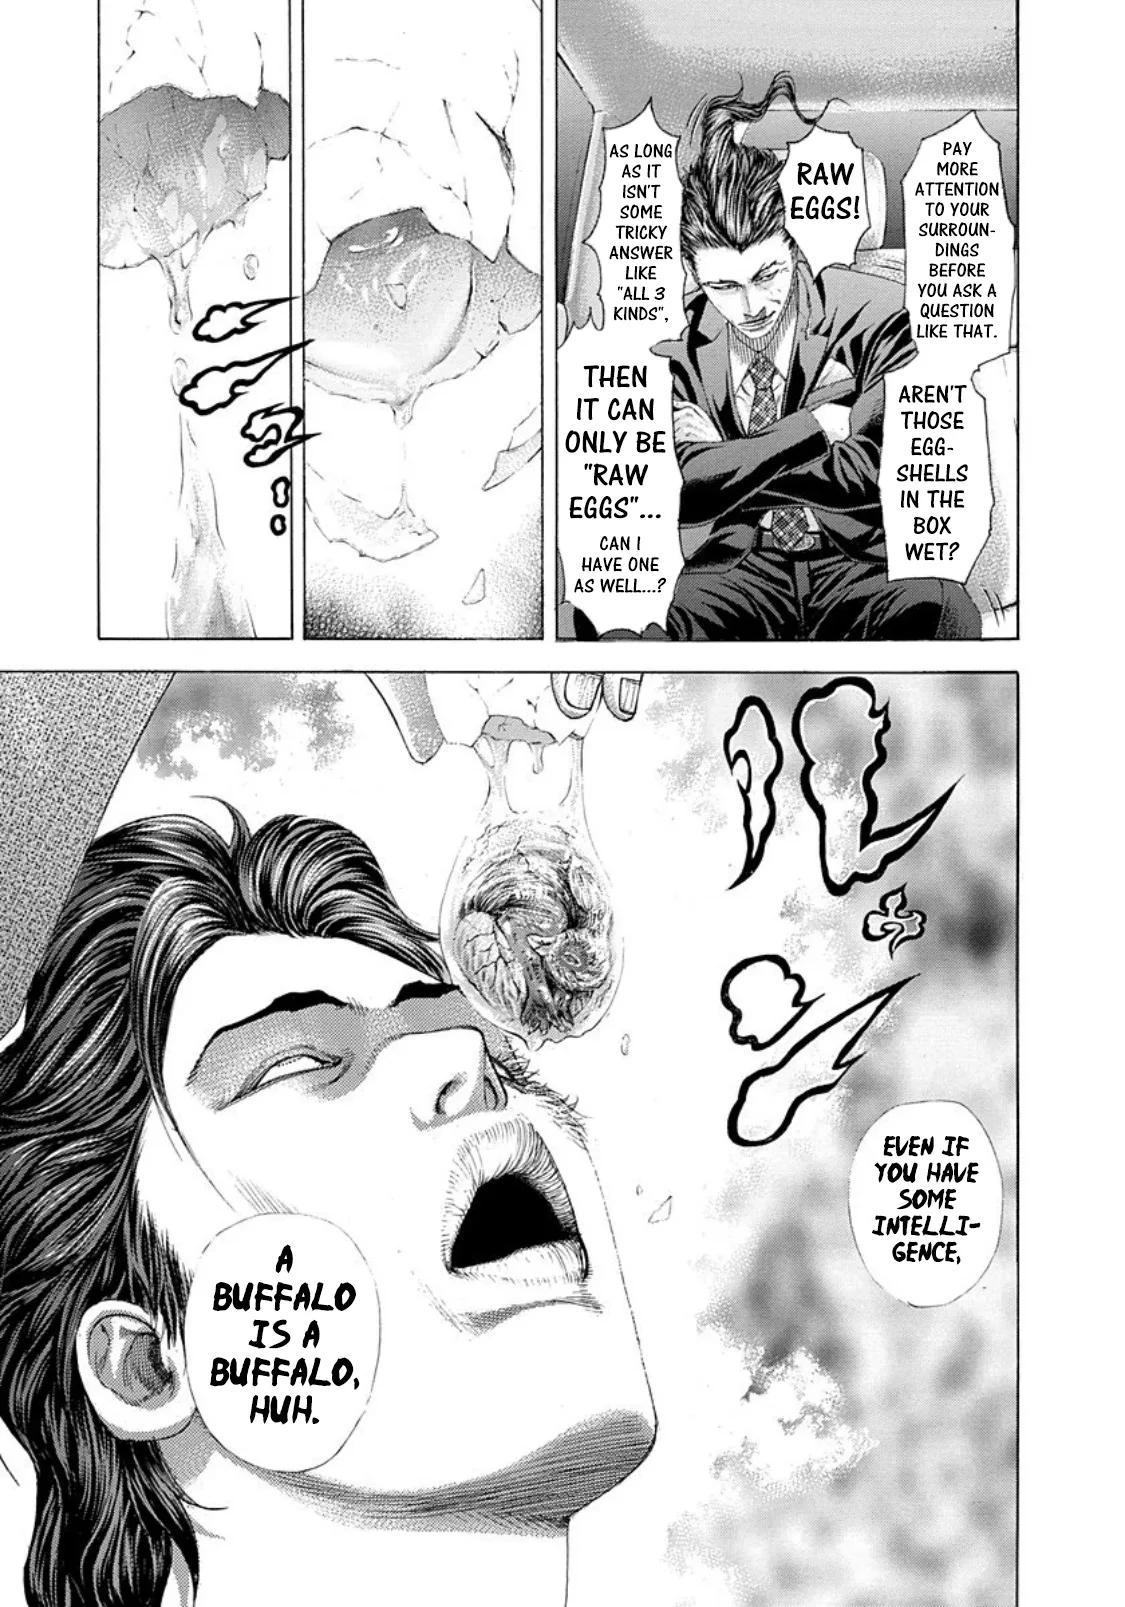 PAY
MORE
ATTENTION
TO YOUR
SURROUN-
DINGS
BEFORE
YOU ASK A
QUESTION
LIKE THAT.
AREN'T
THOSE
EGG-
SHELLS
IN THE
BOX
WET?
RAW
EGGS!
AS LONG
AS IT
ISN'T
SOME
TRICKY
ANSWER
LIKE
"ALL 3
KINDS",
THEN
IT CAN
ONLY BE
"RAW
EGGS"...
CAN I
HAVE ONE
AS WELL...?
EVEN IF
YOU HAVE
SOME
INTELLI-
GENCE,
A
BUFFALO
IS A
BUFFALO,
HUH.